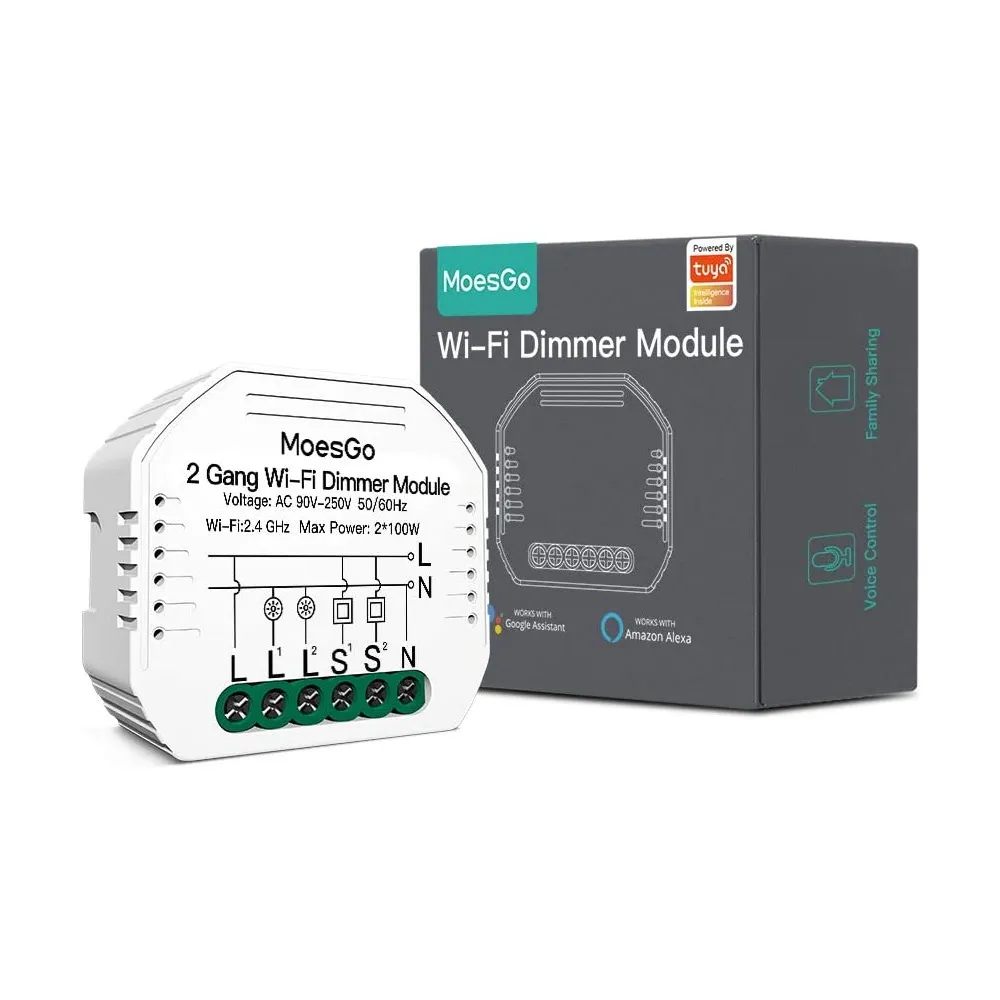 MoesGo
2 Gang Wi-Fi Dimmer Module
Voltage: AC 90V-250V 50/60Hz
Wi-Fi:2.4 GHz Max Power: 2*100W
L
N
L L1 L2 S1 S2 N
MoesGo
Powered By
tuya
Intelligence
Inside
Wi-Fi Dimmer Module
WORKS WITH
Google Assistant
WORKS WITH
Amazon Alexa
Family Sharing
Voice Control